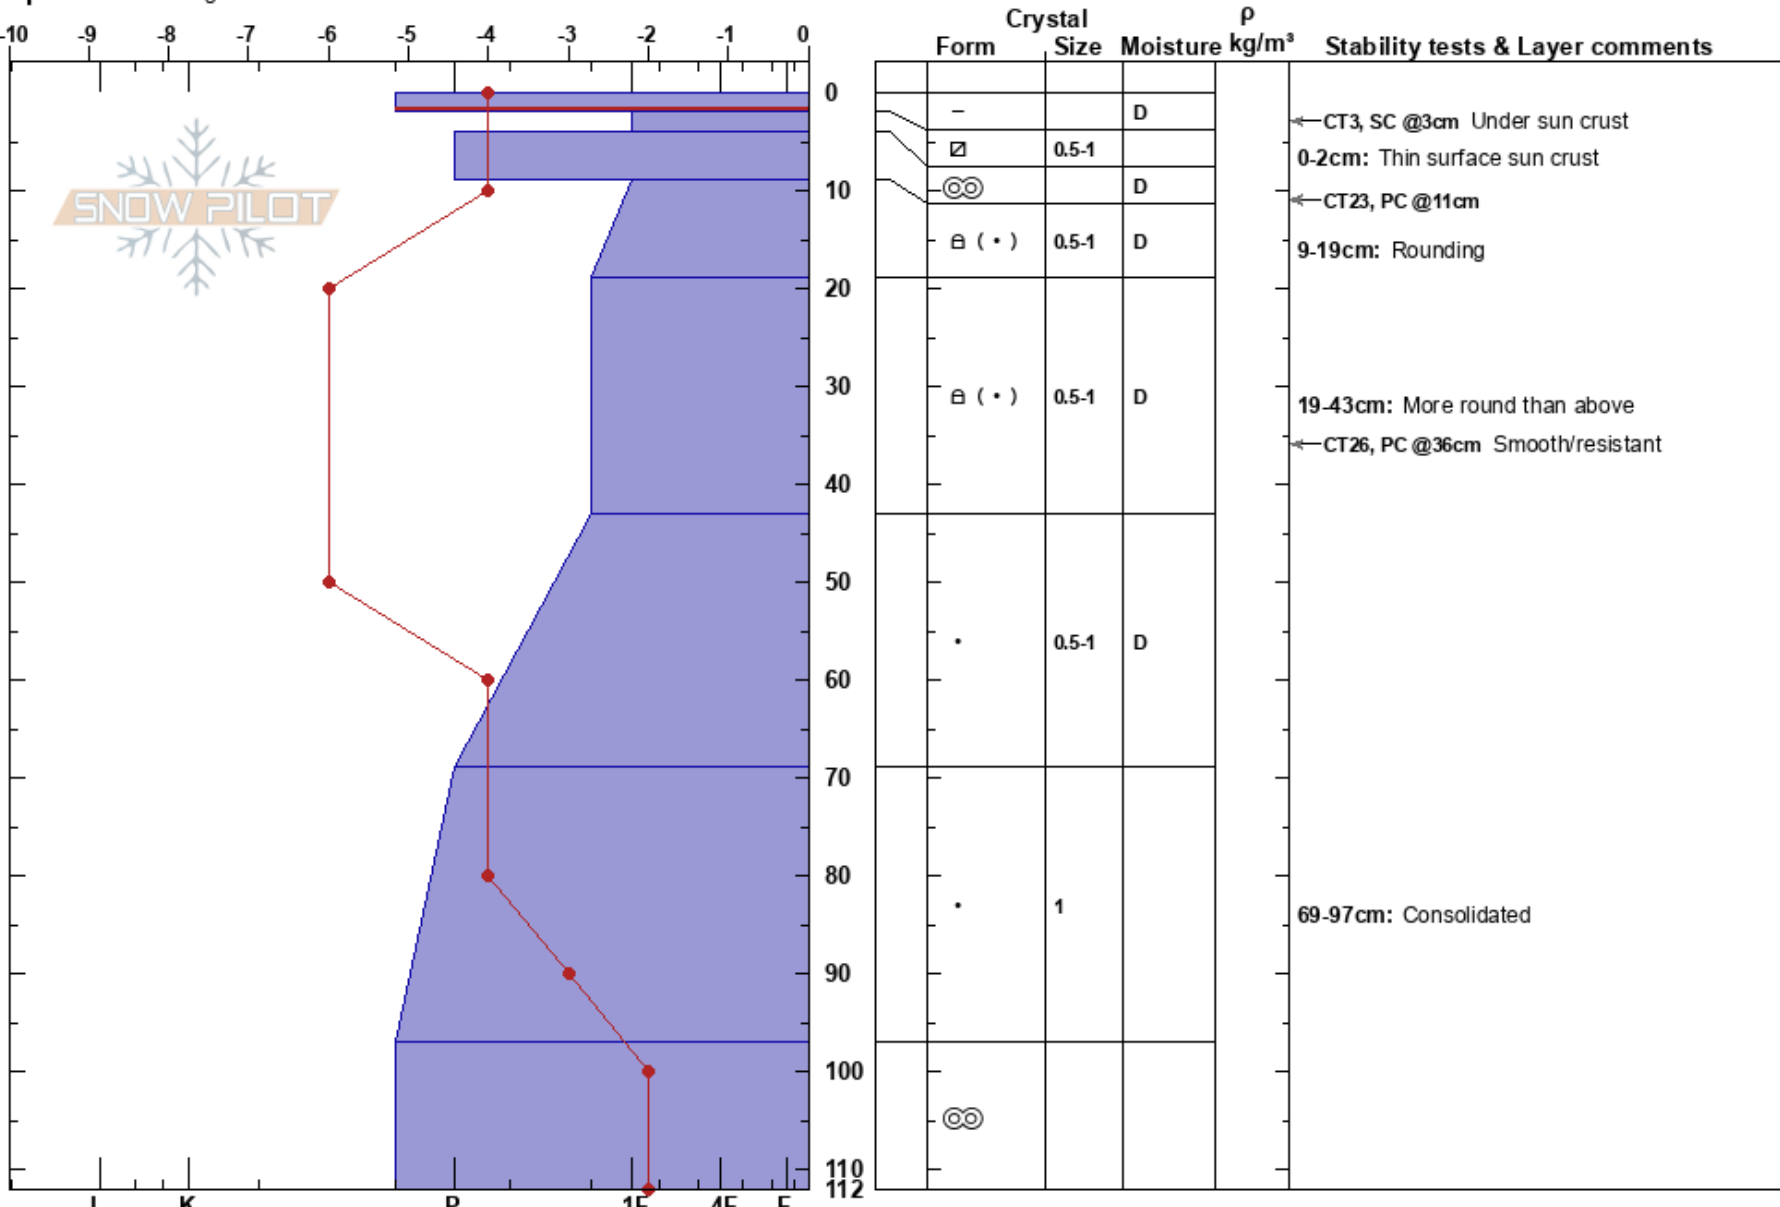 Crystal ρ
-10 -9 -8 -7 -6 -5 -4 -3 -2 -1 0 Form Size Moisture kg/m³ Stability tests & Layer comments
0
D
CT3, SC @3cm Under sun crust
0.5-1
0-2cm: Thin surface sun crust
10 D
SNOW PILOT
CT23, PC @11cm
( • ) 0.5-1 D
9-19cm: Rounding
20
30
( • ) 0.5-1 D
19-43cm: More round than above
CT26, PC @36cm Smooth/resistant
40
50
0.5-1 D
60
70
80
1
69-97cm: Consolidated
90
100
110
112
I K P 1F 4F F